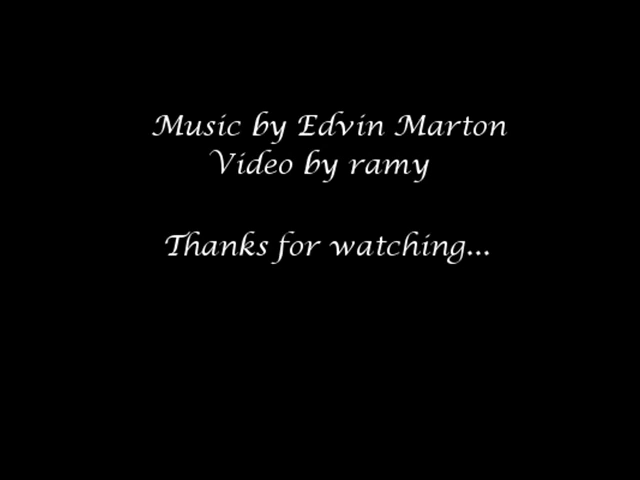 Music by Edvin Marton
Video by ramy
Thanks for watching...